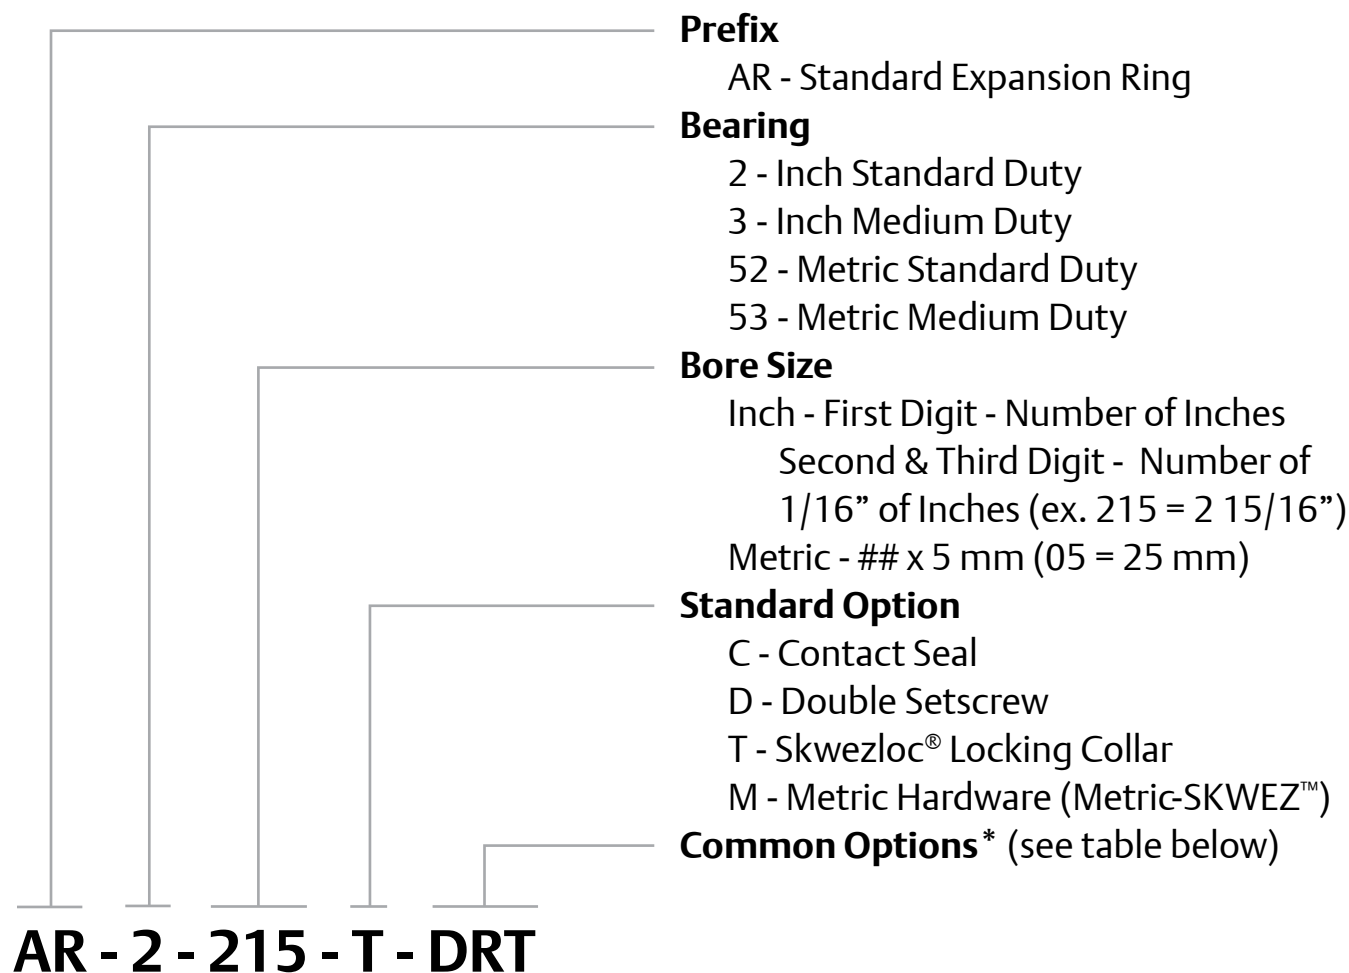 Prefix
AR - Standard Expansion Ring
Bearing
2 - Inch Standard Duty
3 - Inch Medium Duty
52 - Metric Standard Duty
53 - Metric Medium Duty
Bore Size
Inch - First Digit - Number of Inches
Second & Third Digit -  Number of
1/16” of Inches (ex. 215 = 2 15/16”)
Metric - ## x 5 mm (05 = 25 mm)
Standard Option
C - Contact Seal
D - Double Setscrew
T - Skwezloc® Locking Collar
M - Metric Hardware (Metric-SKWEZ™)
Common Options* (see table below)
AR - 2 - 215 - T - DRT